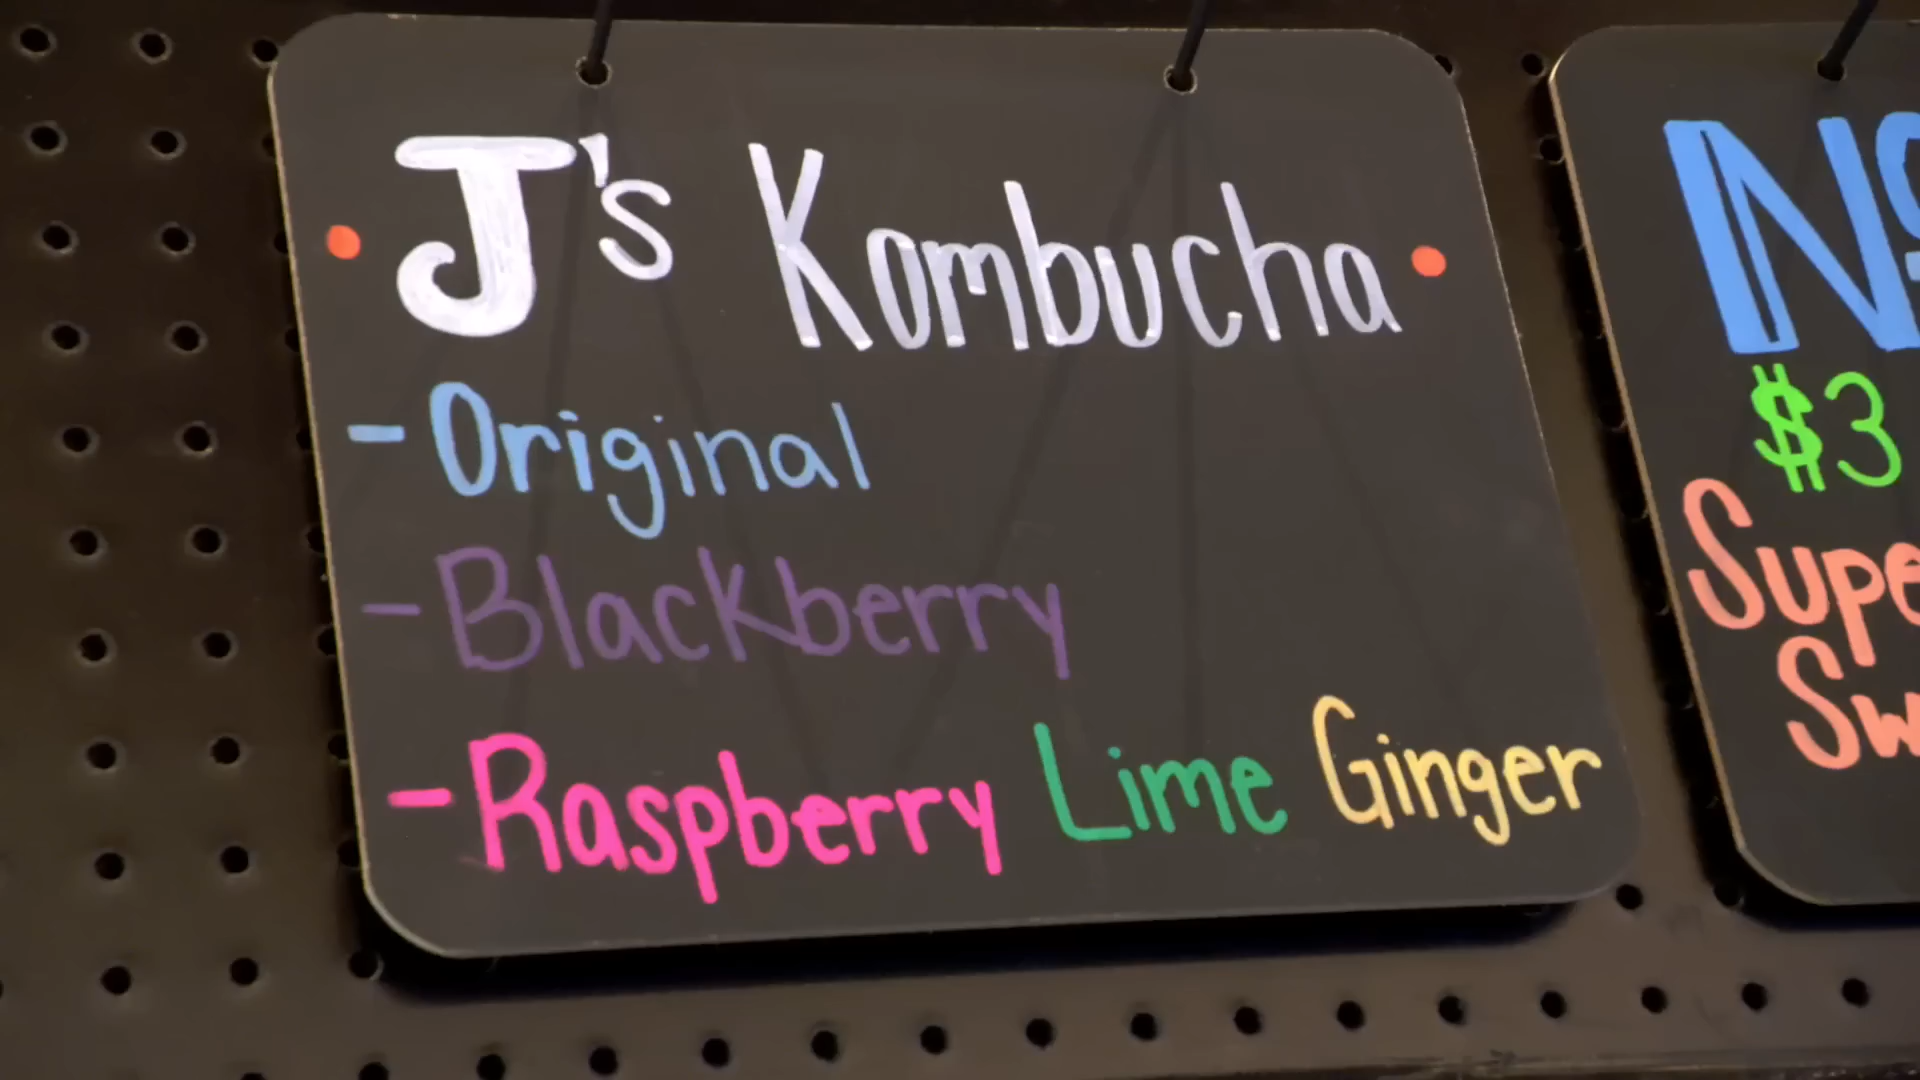 J's Kombucha
- Original
- Blackberry
- Raspberry Lime Ginger
$3